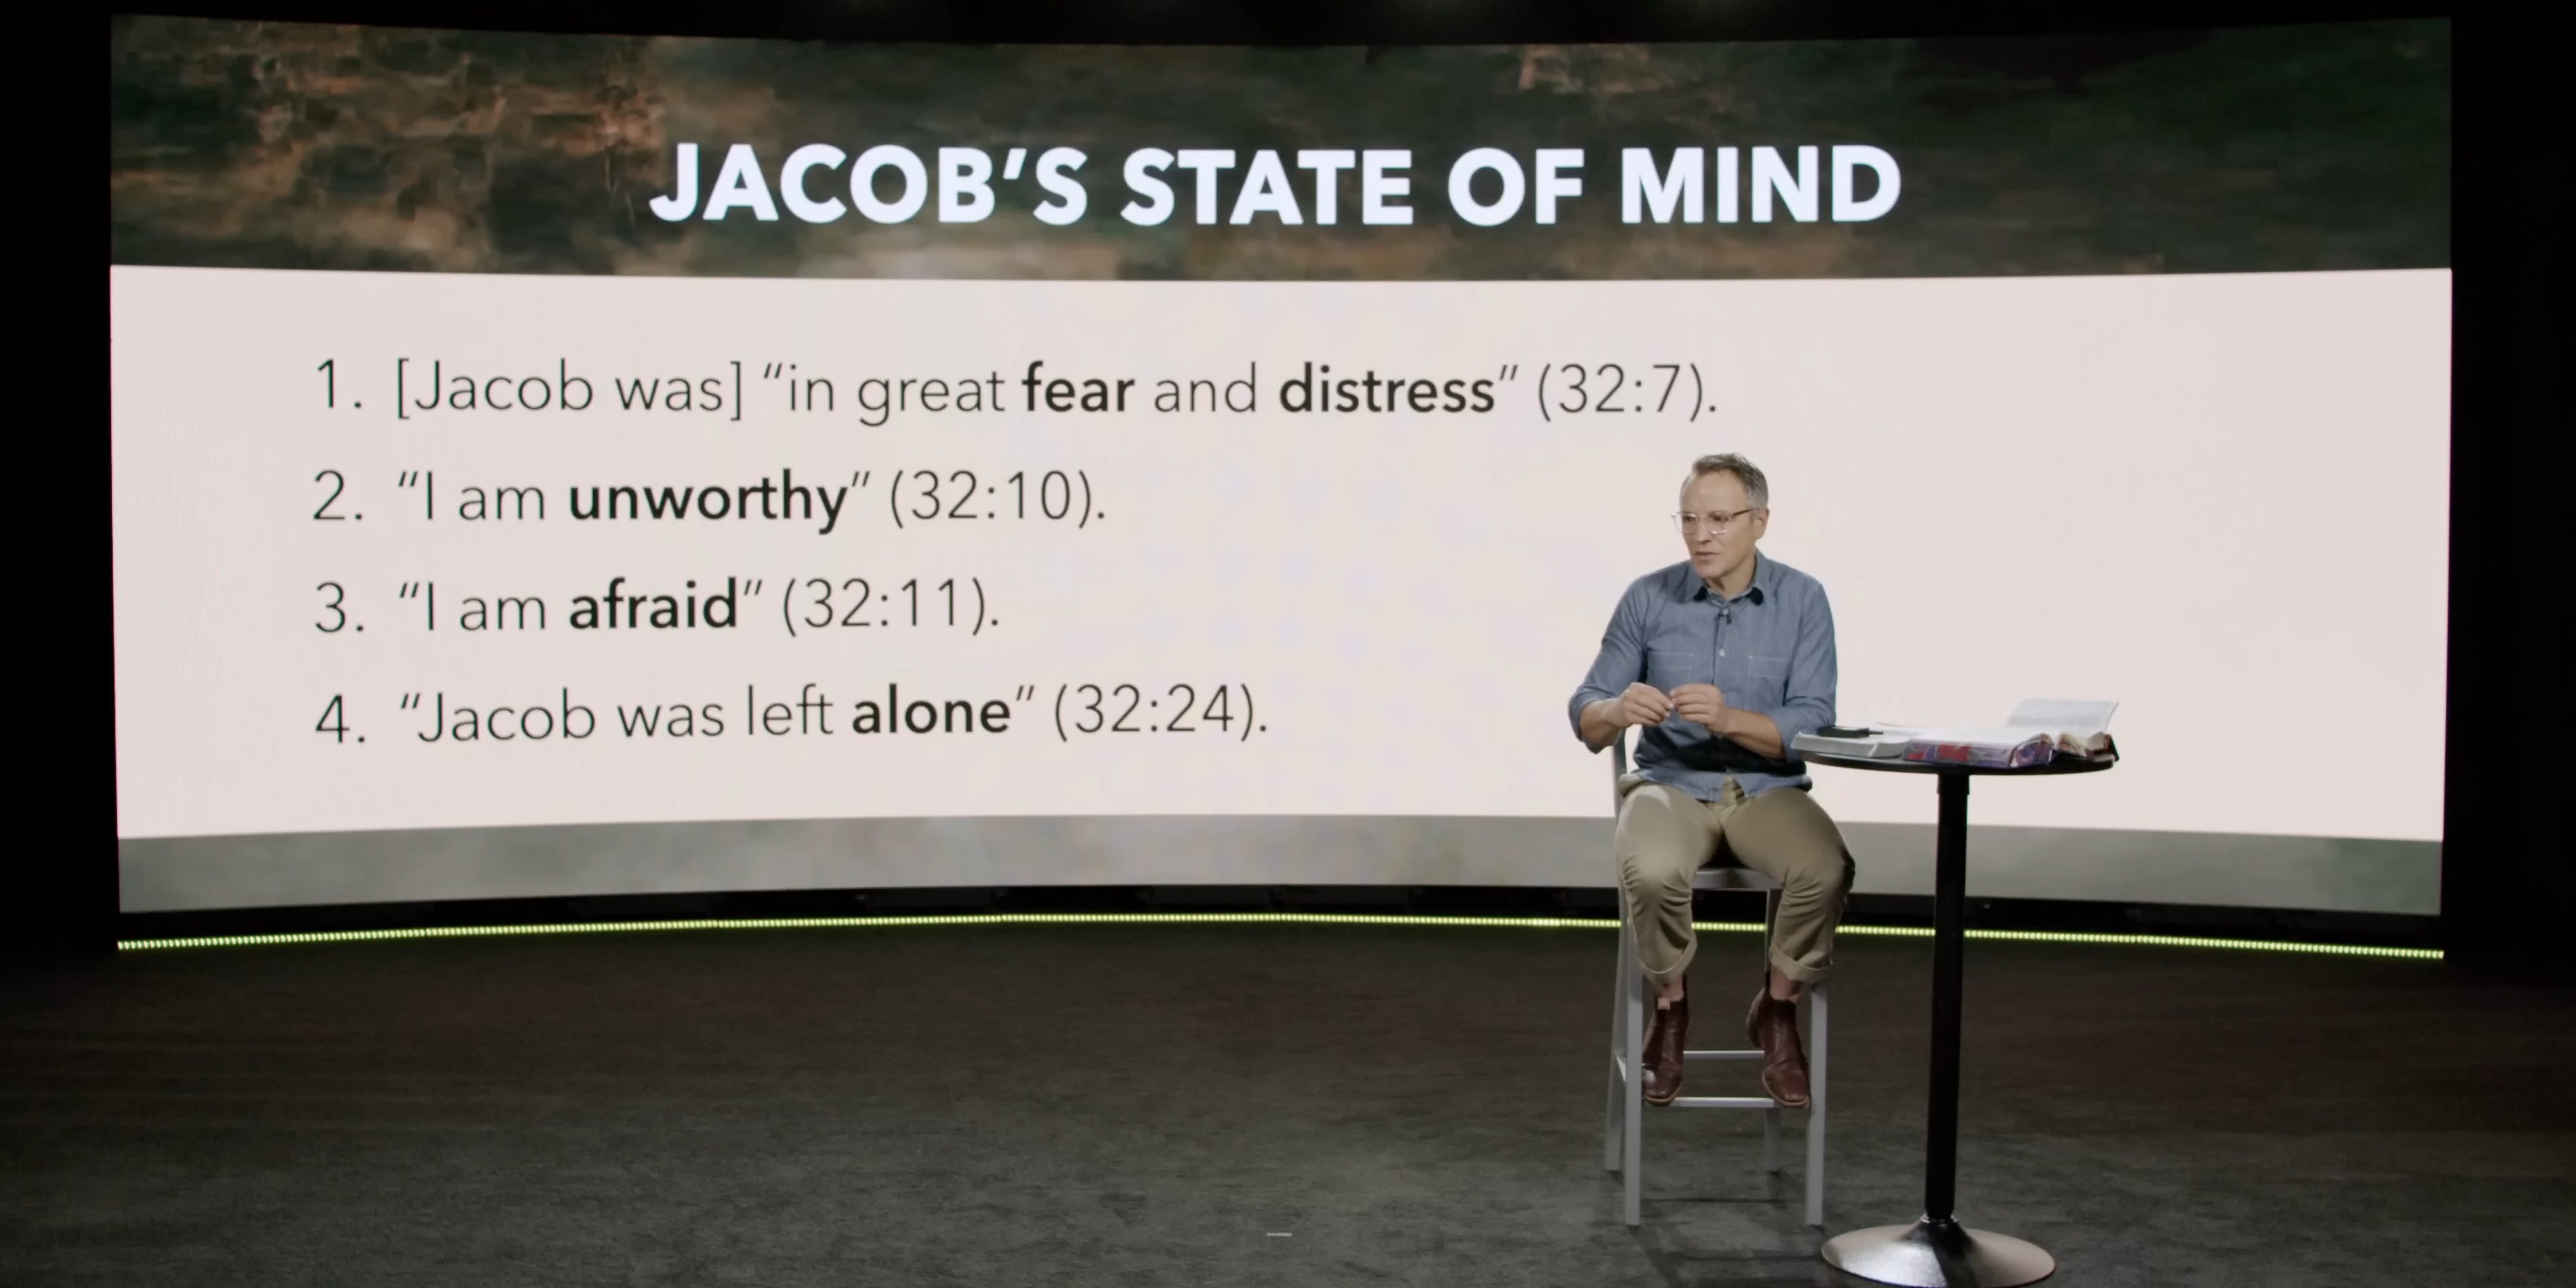 JACOB’S STATE OF MIND
1. [Jacob was] “in great fear and distress” (32:7).
2. “I am unworthy” (32:10).
3. “I am afraid” (32:11).
4. “Jacob was left alone” (32:24).